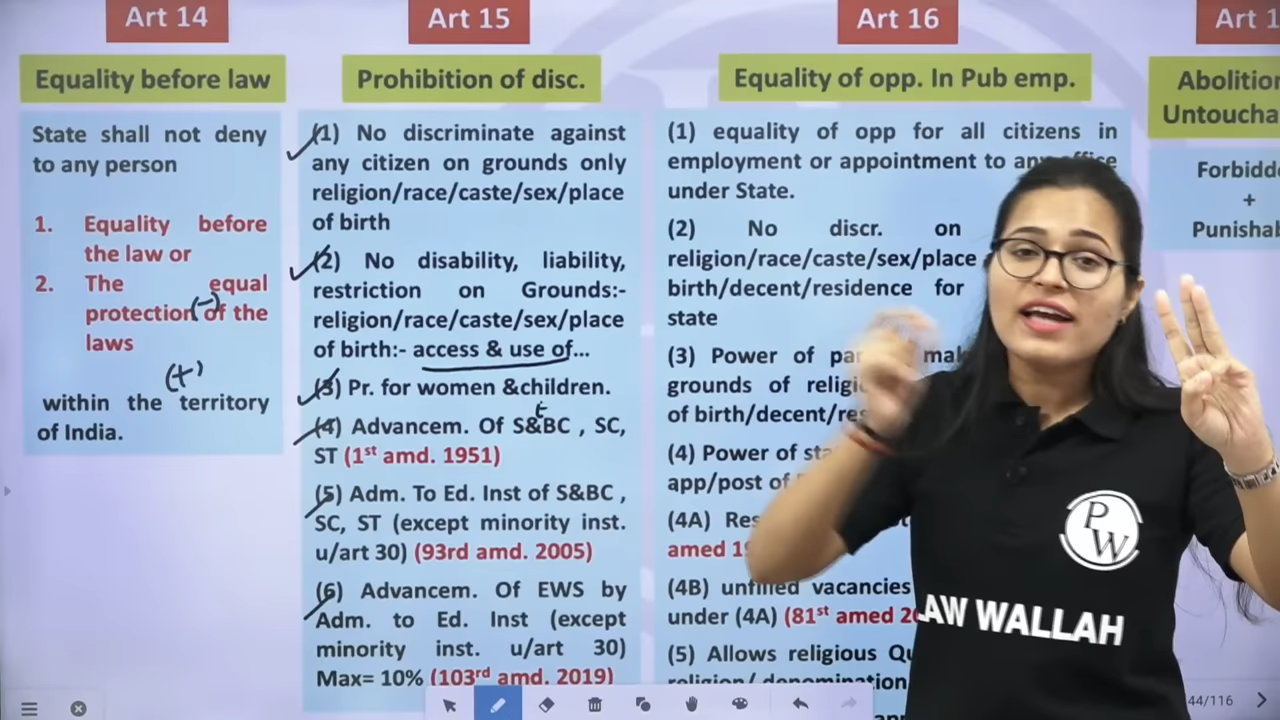 Art 14
Equality before law
State shall not deny
to any person
1. Equality before
the law or
2. The equal
protection of the
laws
(-)
(+)
within the territory
of India.
Art 15
Prohibition of disc.
(1) No discriminate against
any citizen on grounds only
religion/race/caste/sex/place
of birth
(2) No disability, liability,
restriction on Grounds:-
religion/race/caste/sex/place
of birth:- access & use of...
(3) Pr. for women &children.
(4) Advancem. Of S&BC , SC,
ST (1st amd. 1951)
(5) Adm. To Ed. Inst of S&BC ,
SC, ST (except minority inst.
u/art 30) (93rd amd. 2005)
(6) Advancem. Of EWS by
Adm. to Ed. Inst (except
minority inst. u/art 30)
Max= 10% (103rd amd. 2019)
Art 16
Equality of opp. In Pub emp.
(1) equality of opp for all citizens in
employment or appointment to any office
under State.
(2) No discr. on
religion/race/caste/sex/place
birth/decent/residence for
state
(3) Power of
grounds of
of birth/decent/
(4) Power of
app/post of
(4A)
amed
(4B) unfilled vacancies
under (4A) (81st amed
(5) Allows religious
religion/
Art
Abolition
Untoucha
+
PW
LAW WALLAH
44/116